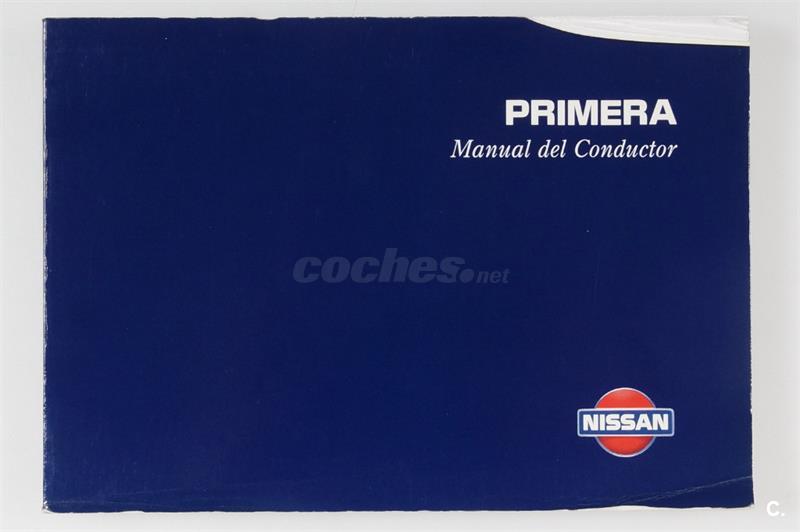 PRIMERA
Manual del Conductor
coches.net
NISSAN
C.